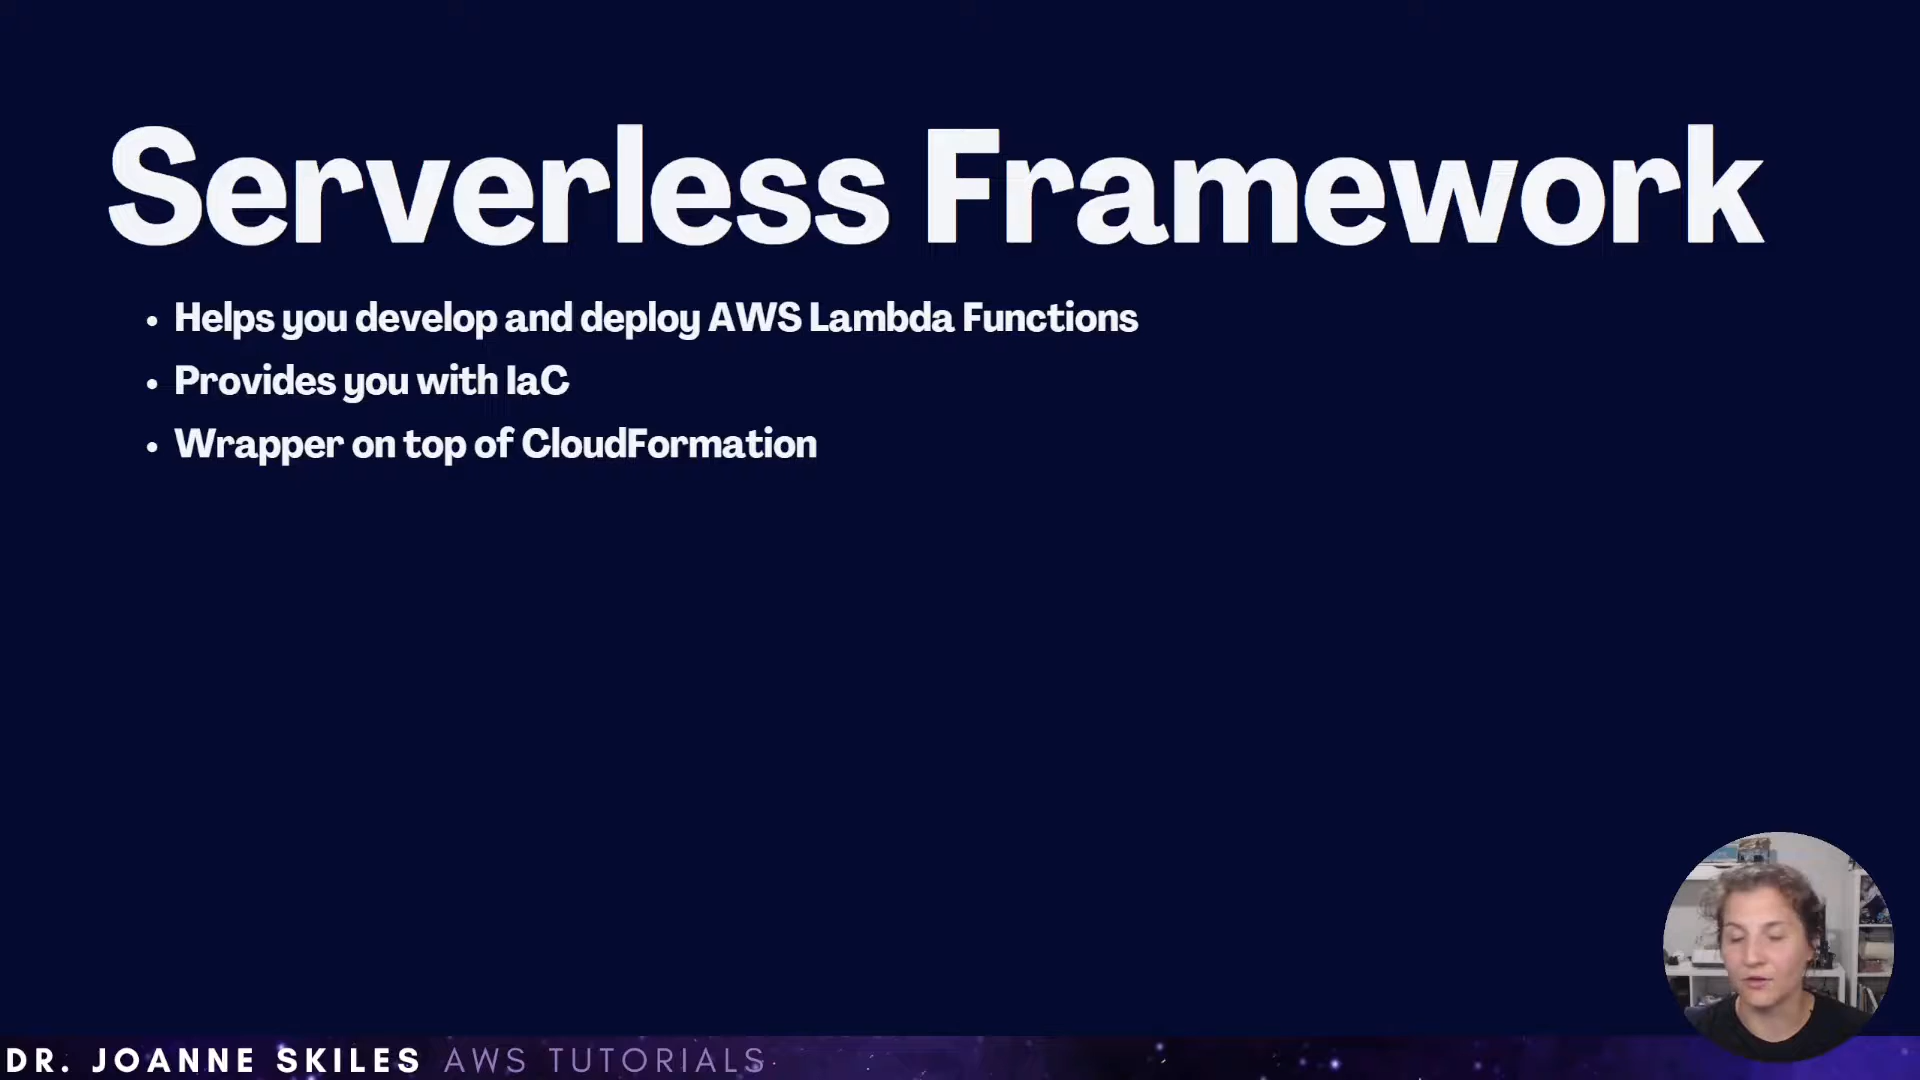 Serverless Framework
• Helps you develop and deploy AWS Lambda Functions
• Provides you with IaC
• Wrapper on top of CloudFormation
DR. JOANNE SKILES AWS TUTORIALS